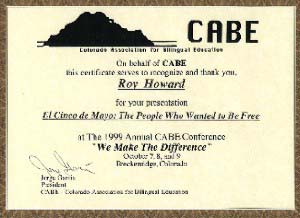 CABE
Colorado Association for Bilingual Education
On behalf of CABE
this certificate serves to recognize and thank you,
Roy Howard
for your presentation
El Cinco de Mayo: The People Who Wanted to Be Free
at The 1999 Annual CABE Conference
"We Make The Difference"
October 7, 8, and 9
Breckenridge, Colorado
Jorge
President
CABE - Colorado Association for Bilingual Education